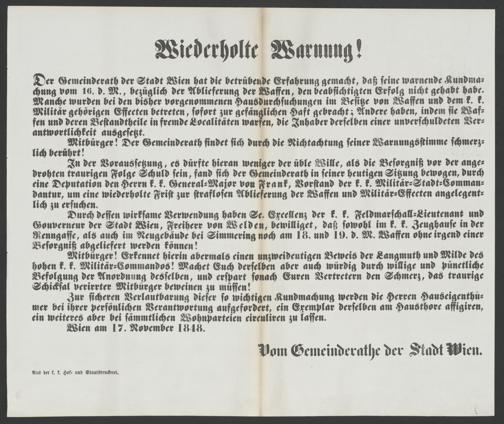 Wiederholte Warnung!
Der Gemeinderath der Stadt Wien hat die betrübende Erfahrung gemacht, daß seine warnende Kundma-
chung vom 16. d. M., bezüglich der Ablieferung der Waffen, den beabsichtigten Erfolg nicht gehabt habe.
Manche wurden bei den bisher vorgenommenen Hausdurchsuchungen im Besitze von Waffen und dem k. k.
Militär gehörigen Effecten betreten, sofort zur gefänglichen Haft gebracht; Andere haben, indem sie Waf-
fen und deren Bestandtheile in fremde Localitäten warfen, die Inhaber derselben einer unverschuldeten Ver-
antwortlichkeit ausgesetzt.
Mitbürger! Der Gemeinderath findet sich durch die Nichtachtung seiner Warnungsstimme schmerz-
lich berührt!
In der Voraussetzung, es dürfte hieran weniger der üble Wille, als die Besorgniß vor der ange-
drohten traurigen Folge Schuld sein, fand sich der Gemeinderath in seiner heutigen Sitzung bewogen, durch
eine Deputation den Herrn k. k. General-Major von Frank, Vorstand der k. k. Militär-Stadt-Comman-
dantur, um eine wiederholte Frist zur straflosen Ablieferung der Waffen und Militär-Effecten angelegent-
lich zu ersuchen.
Durch dessen wirksame Verwendung haben Se. Excellenz der k. k. Feldmarschall-Lieutenant und
Gouverneur der Stadt Wien, Freiherr von Welden, bewilliget, daß sowohl im k. k. Zeughause in der
Renngasse, als auch im Neugebäude bei Simmering noch am 18. und 19. d. M. Waffen ohne irgend einer
Besorgniß abgeliefert werden können!
Mitbürger! Erkennet hierin abermals einen unzweideutigen Beweis der Langmuth und Milde des
hohen k. k. Militär-Commandos! Machet Euch derselben aber auch würdig durch willige und pünctliche
Befolgung der Anordnung desselben, und erspart sonach Euren Vertretern den Schmerz, das traurige
Schicksal verirrter Mitbürger beweinen zu müssen!
Zur sicheren Verlautbarung dieser so wichtigen Kundmachung werden die Herren Hauseigenthü-
mer bei ihrer persönlichen Verantwortung aufgefordert, ein Exemplar derselben am Hausthore affigiren,
ein weiteres aber bei sämmtlichen Wohnparteien circuliren zu lassen.
Wien am 17. November 1848.
Vom Gemeinderathe der Stadt Wien.
Aus der k. k. Hof- und Staatsdruckerei.